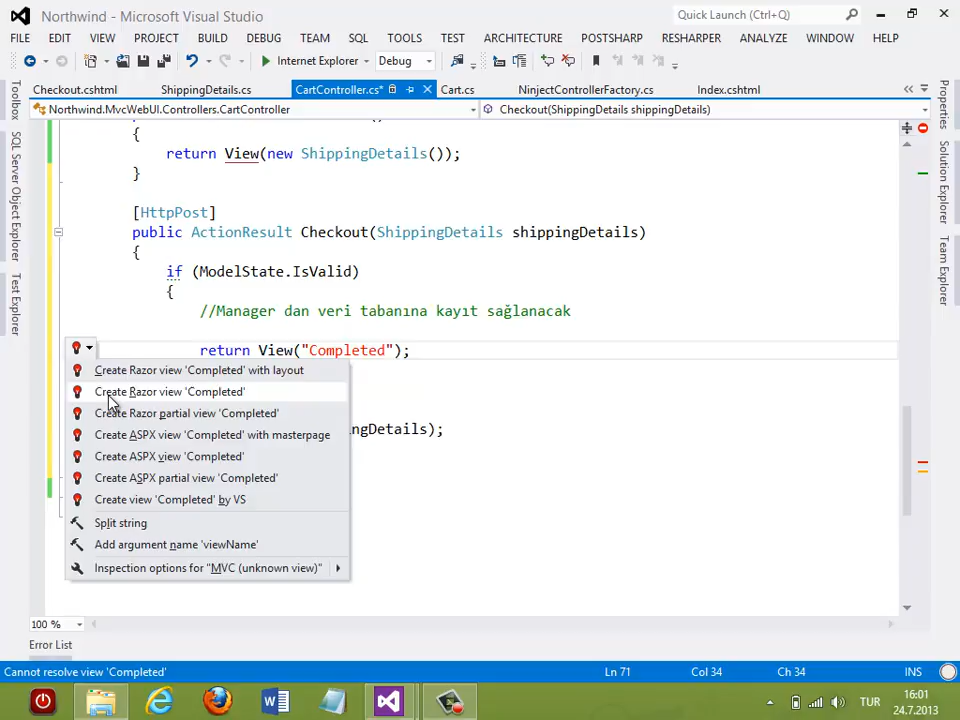 Northwind - Microsoft Visual Studio
Quick Launch (Ctrl+Q)
FILE EDIT VIEW PROJECT BUILD DEBUG TEAM SQL TOOLS TEST ARCHITECTURE POSTSHARP RESHARPER ANALYZE WINDOW HELP
Internet Explorer Debug
Checkout.cshtml ShippingDetails.cs CartController.cs* Cart.cs NinjectControllerFactory.cs Index.cshtml
Northwind.MvcWebUI.Controllers.CartController Checkout(ShippingDetails shippingDetails)
Toolbox
SQL Server Object Explorer
Test Explorer
Properties
Solution Explorer
Team Explorer
{
return View(new ShippingDetails());
}
[HttpPost]
public ActionResult Checkout(ShippingDetails shippingDetails)
{
if (ModelState.IsValid)
{
//Manager dan veri tabanına kayıt sağlanacak
return View("Completed");
Create Razor view 'Completed' with layout
Create Razor view 'Completed'
Create Razor partial view 'Completed'
Create ASPX view 'Completed' with masterpage
ngDetails);
Create ASPX view 'Completed'
Create ASPX partial view 'Completed'
Create view 'Completed' by VS
Split string
Add argument name 'viewName'
Inspection options for "MVC (unknown view)"
100 %
Error List
Cannot resolve view 'Completed' Ln 71 Col 34 Ch 34 INS
TUR
16:01
24.7.2013